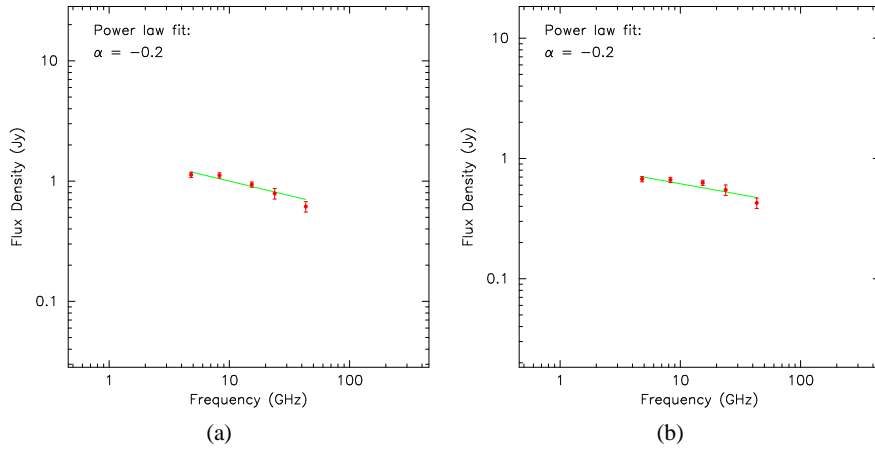 Power law fit:
α = −0.2
10
1
0.1
Flux Density (Jy)
1
10
100
Frequency (GHz)
(a)
Power law fit:
α = −0.2
10
1
0.1
Flux Density (Jy)
1
10
100
Frequency (GHz)
(b)